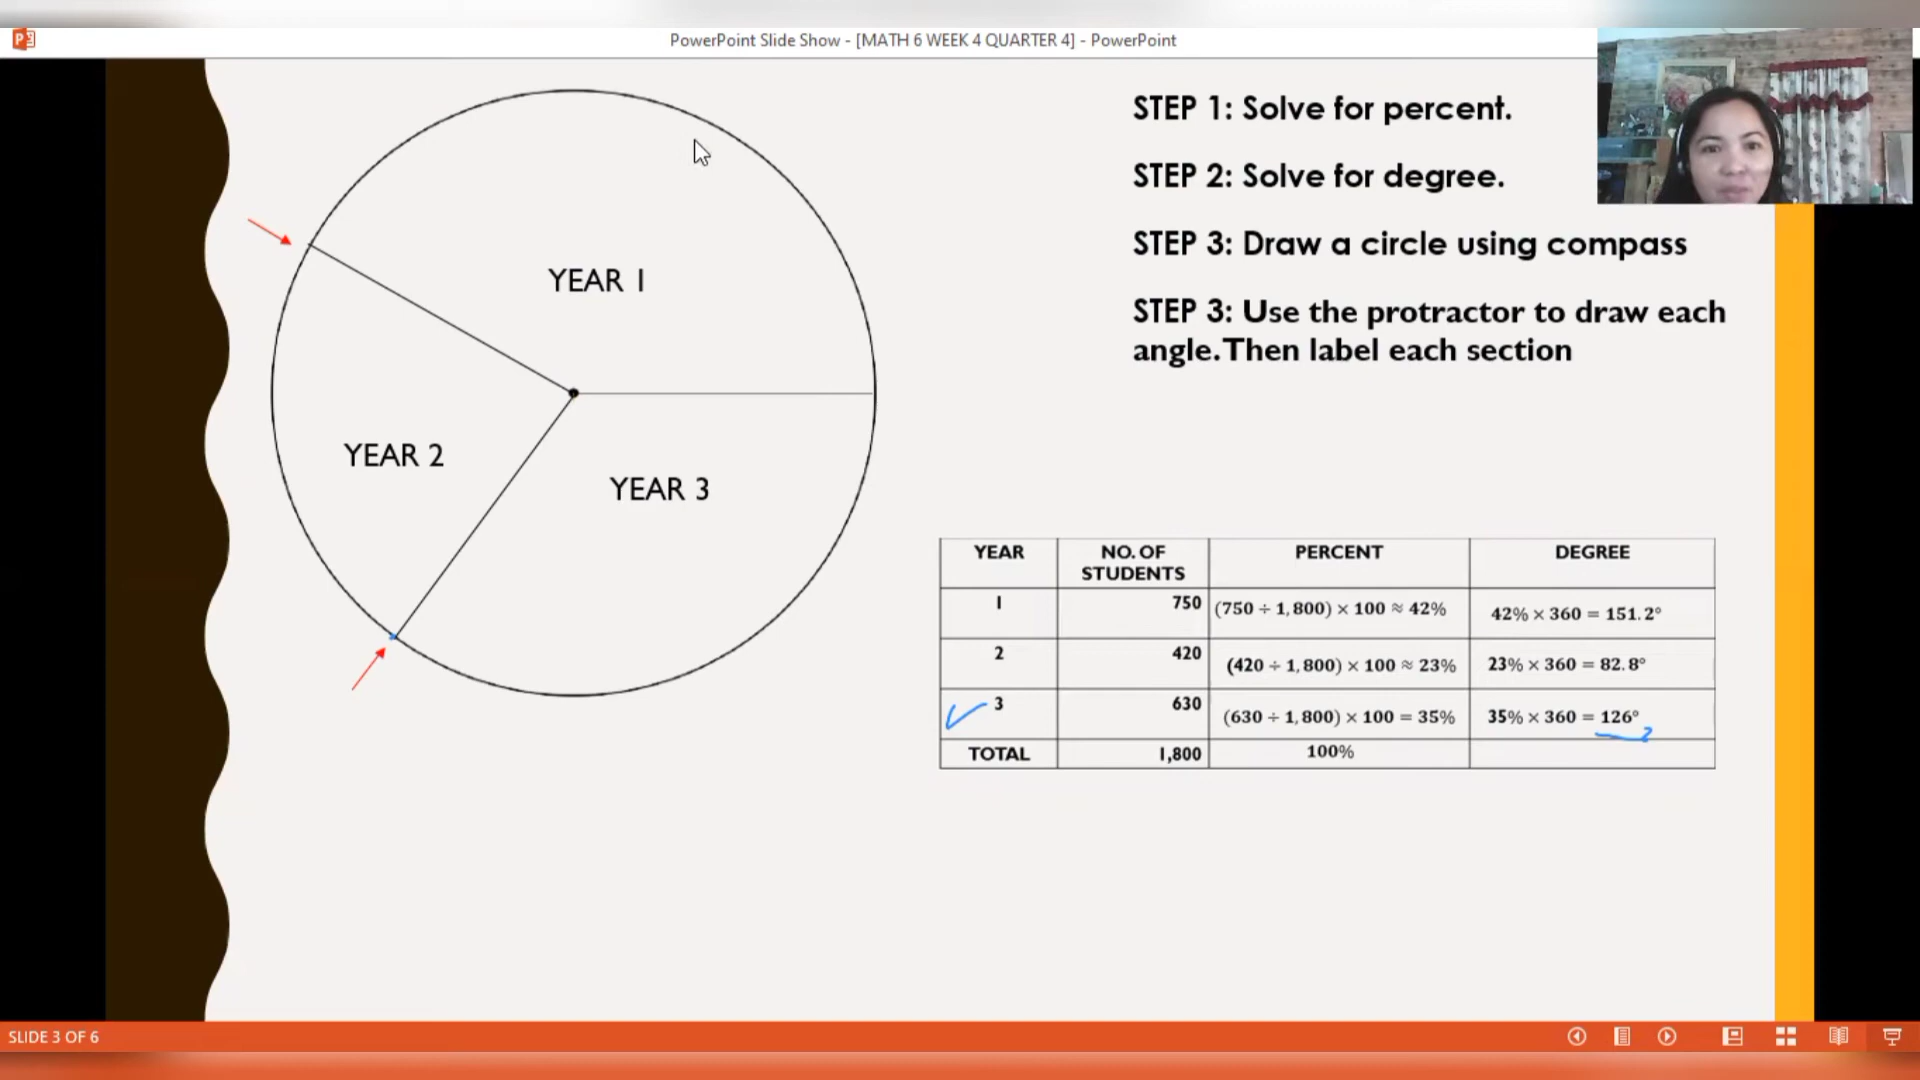 PowerPoint Slide Show - [MATH 6 WEEK 4 QUARTER 4] - PowerPoint
STEP 1: Solve for percent.
STEP 2: Solve for degree.
STEP 3: Draw a circle using compass
STEP 3: Use the protractor to draw each
angle.Then label each section
YEAR 1
YEAR 2
YEAR 3
YEAR NO. OF STUDENTS PERCENT DEGREE
1 750 (750 ÷ 1,800) × 100 ≈ 42% 42% × 360 = 151.2°
2 420 (420 ÷ 1,800) × 100 ≈ 23% 23% × 360 = 82.8°
3 630 (630 ÷ 1,800) × 100 = 35% 35% × 360 = 126°
TOTAL 1,800 100%
SLIDE 3 OF 6